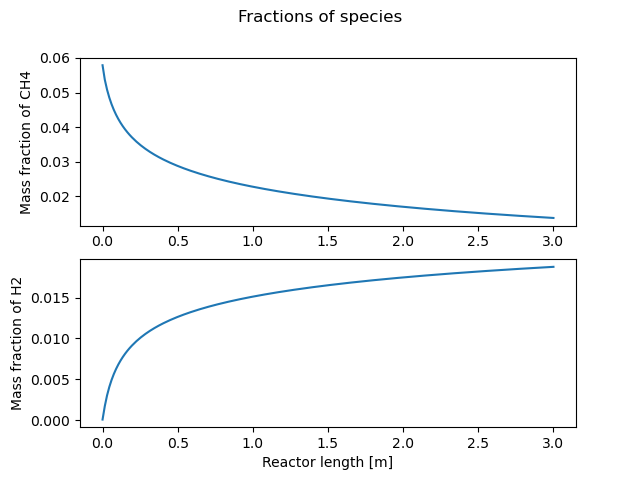 Fractions of species
Mass fraction of CH4
0.06
0.05
0.04
0.03
0.02
0.0 0.5 1.0 1.5 2.0 2.5 3.0
Mass fraction of H2
0.015
0.010
0.005
0.000
0.0 0.5 1.0 1.5 2.0 2.5 3.0
Reactor length [m]